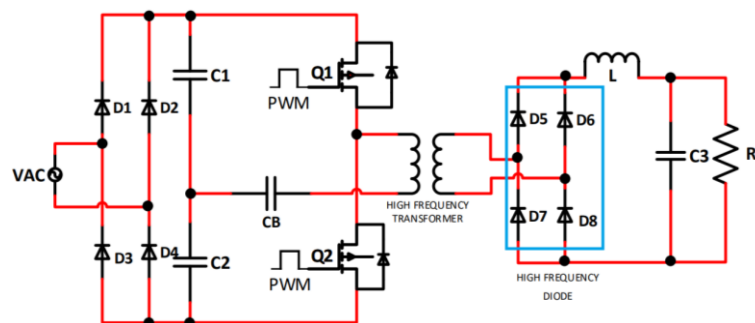 Q1
PWM
C1
D1
D2
VAC
D3
D4
C2
CB
HIGH FREQUENCY
TRANSFORMER
Q2
PWM
D5
D6
D7
D8
HIGH FREQUENCY
DIODE
L
C3
R